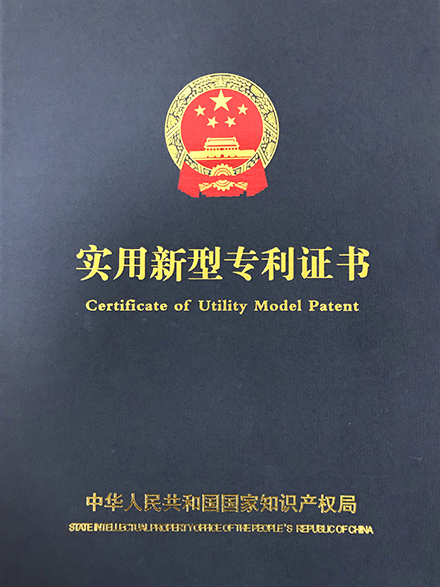 实用新型专利证书
Certificate of Utility Model Patent
中华人民共和国国家知识产权局
STATE INTELLECTUAL PROPERTY OFFICE OF THE PEOPLE'S REPUBLIC OF CHINA